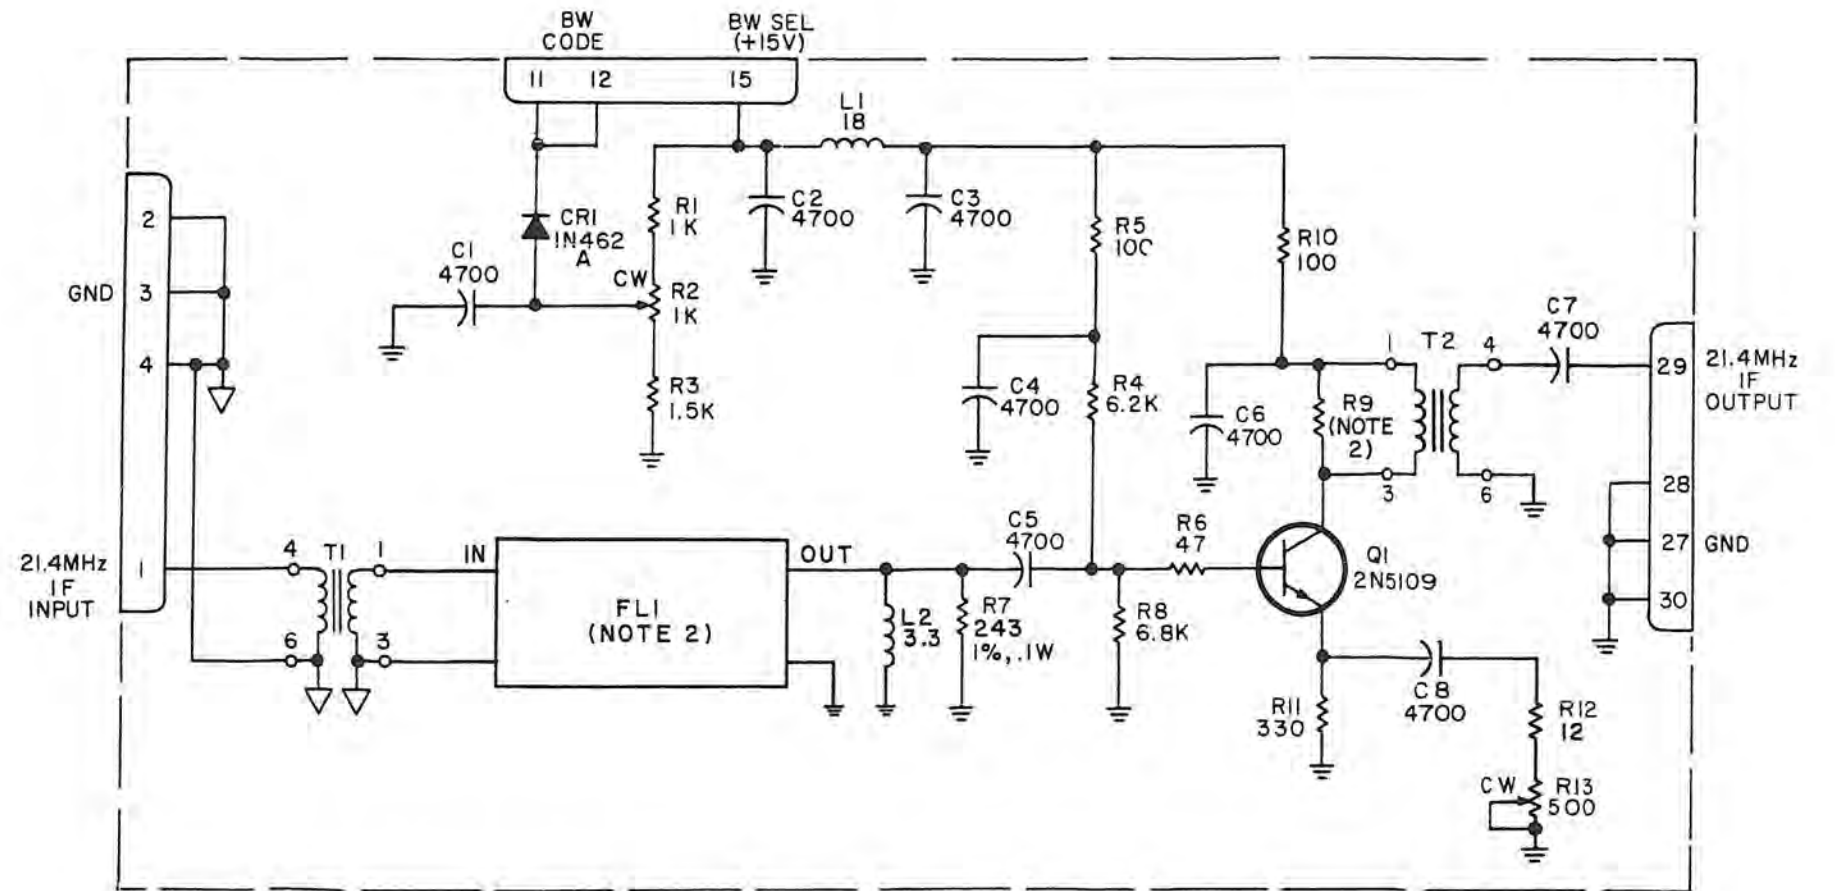 BW CODE
BW SEL (+15V)
11 12 15
L1
18
2
3
4
1
GND
21.4MHz
IF
INPUT
C1
4700
CR1
1N462
A
CW
R1
1K
R2
1K
R3
1.5K
C2
4700
C3
4700
R5
100
R10
100
C4
4700
R4
6.2K
C6
4700
R9
(NOTE
2)
1 T2 4
3 6
C7
4700
29
28
27
30
21.4MHz
IF
OUTPUT
GND
4 T1 1
6 3
IN
OUT
FL1
(NOTE 2)
L2
3.3
R7
243
1%, .1W
C5
4700
R6
47
R8
6.8K
Q1
2N5109
R11
330
C8
4700
R12
12
CW
R13
500